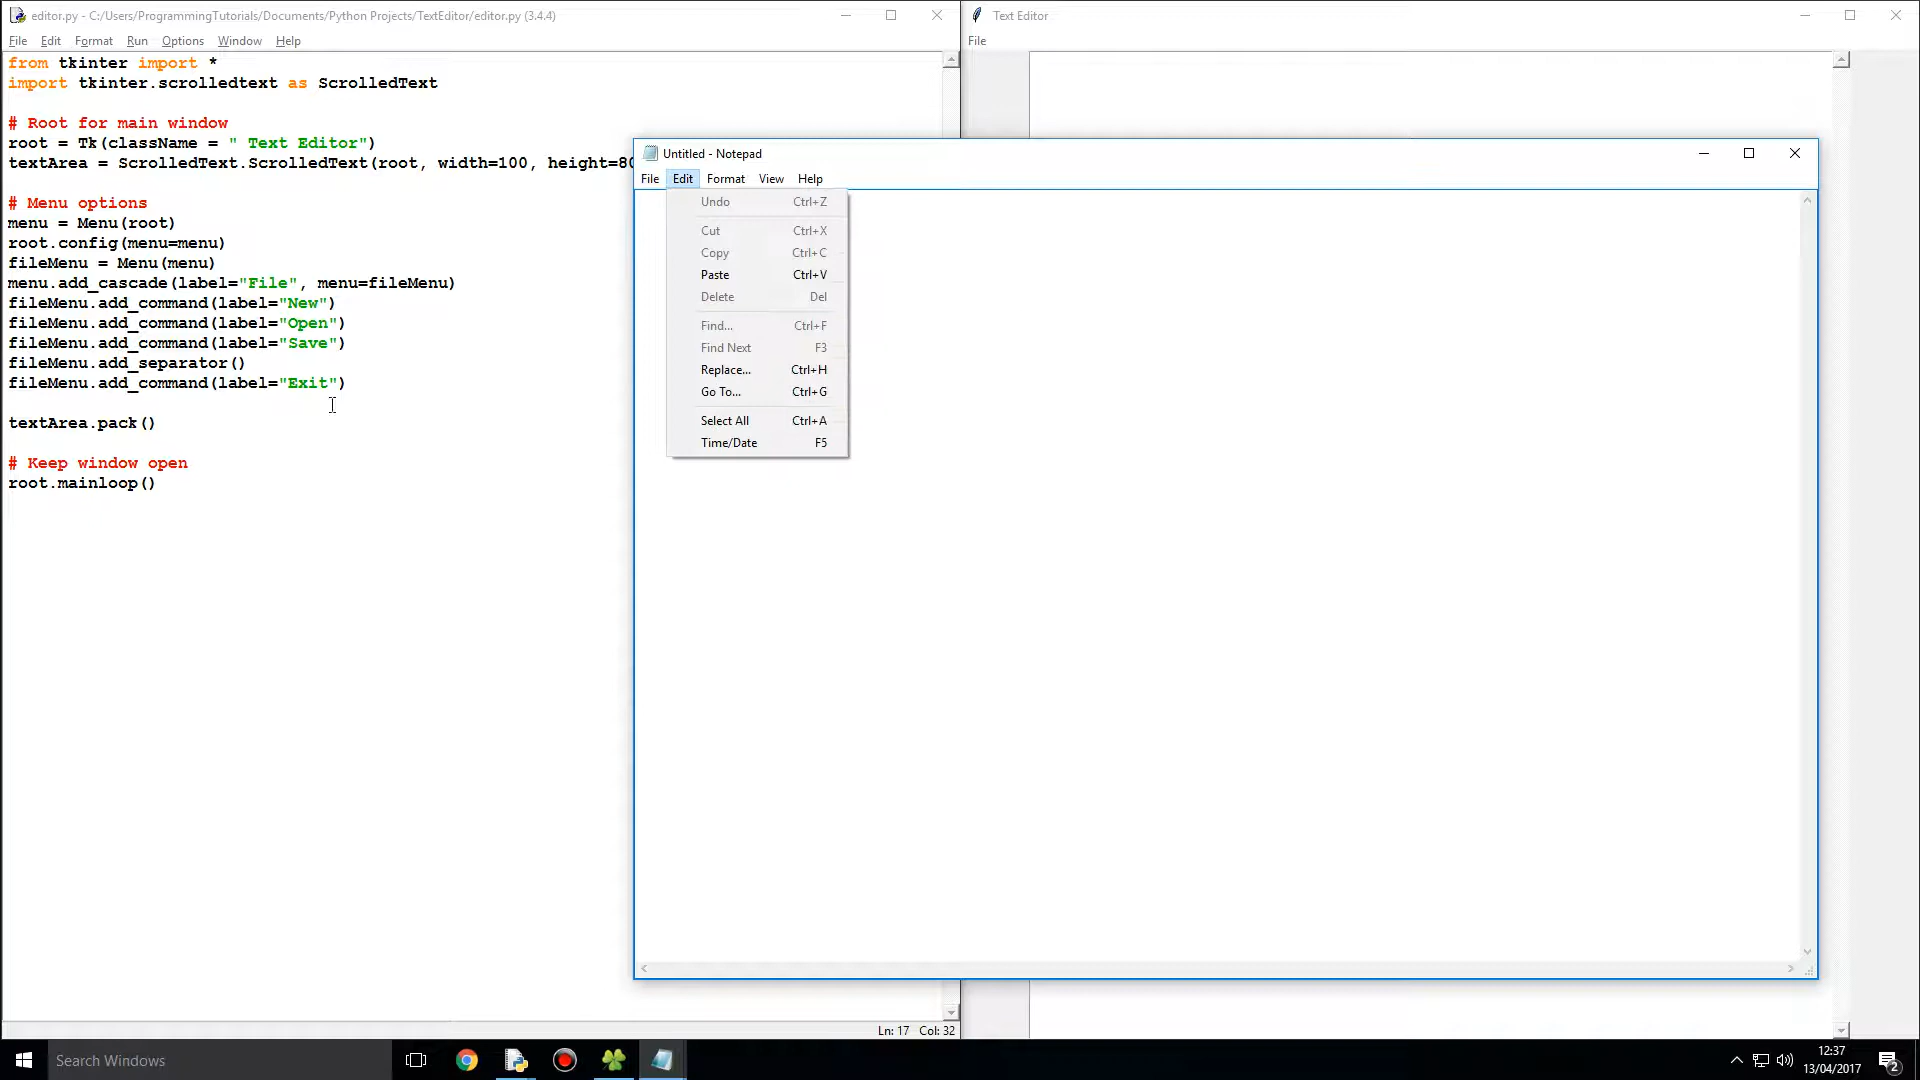 editor.py - C:/Users/ProgrammingTutorials/Documents/Python Projects/TextEditor/editor.py (3.4.4)
File Edit Format Run Options Window Help
from tkinter import *
import tkinter.scrolledtext as ScrolledText
# Root for main window
root = Tk(className = " Text Editor")
textArea = ScrolledText.ScrolledText(root, width=100, height=80
# Menu options
menu = Menu(root)
root.config(menu=menu)
fileMenu = Menu(menu)
menu.add_cascade(label="File", menu=fileMenu)
fileMenu.add_command(label="New")
fileMenu.add_command(label="Open")
fileMenu.add_command(label="Save")
fileMenu.add_separator()
fileMenu.add_command(label="Exit")
textArea.pack()
# Keep window open
root.mainloop()
Ln: 17 Col: 32
Text Editor
File
Untitled - Notepad
File Edit Format View Help
Undo Ctrl+Z
Cut Ctrl+X
Copy Ctrl+C
Paste Ctrl+V
Delete Del
Find... Ctrl+F
Find Next F3
Replace... Ctrl+H
Go To... Ctrl+G
Select All Ctrl+A
Time/Date F5
Search Windows
12:37
13/04/2017
2